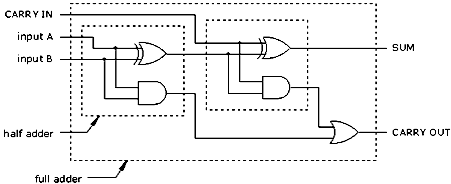 CARRY IN
input A
input B
SUM
CARRY OUT
half adder
full adder